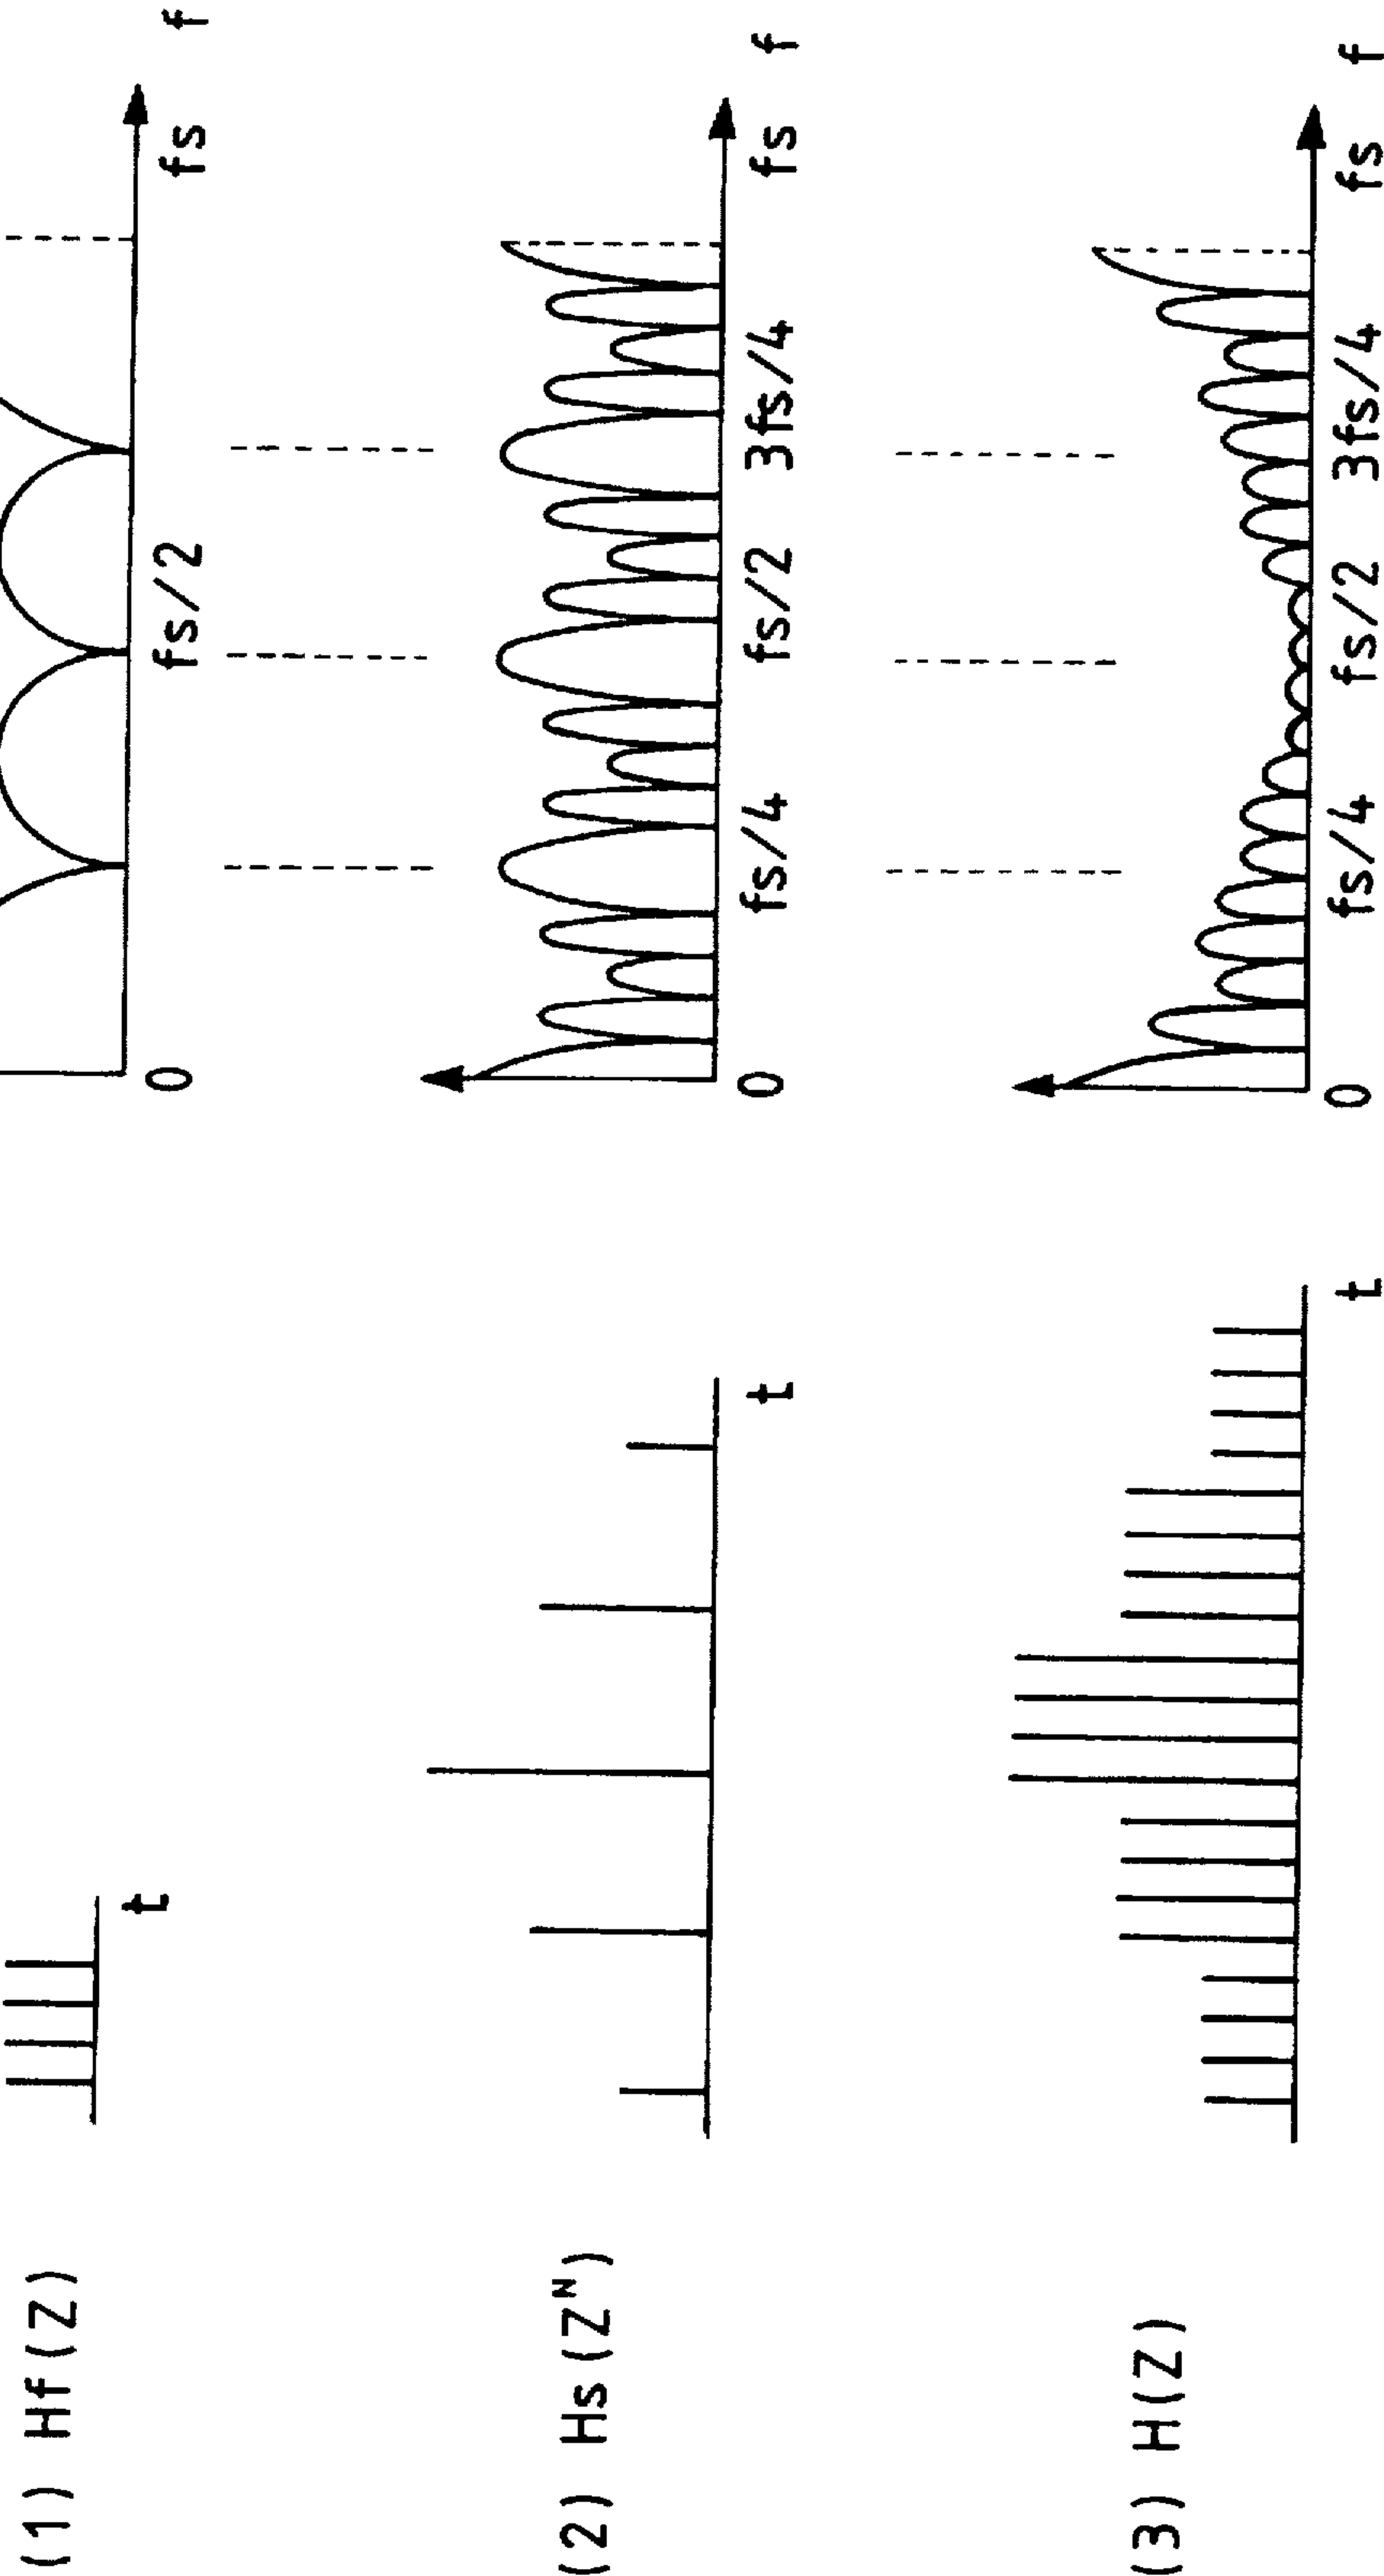 (1) Hf(Z)
t
0
fs/2
fs
f
(2) Hs(Zᴺ)
t
0
fs/4
fs/2
3fs/4
fs
f
(3) H(Z)
t
0
fs/4
fs/2
3fs/4
fs
f